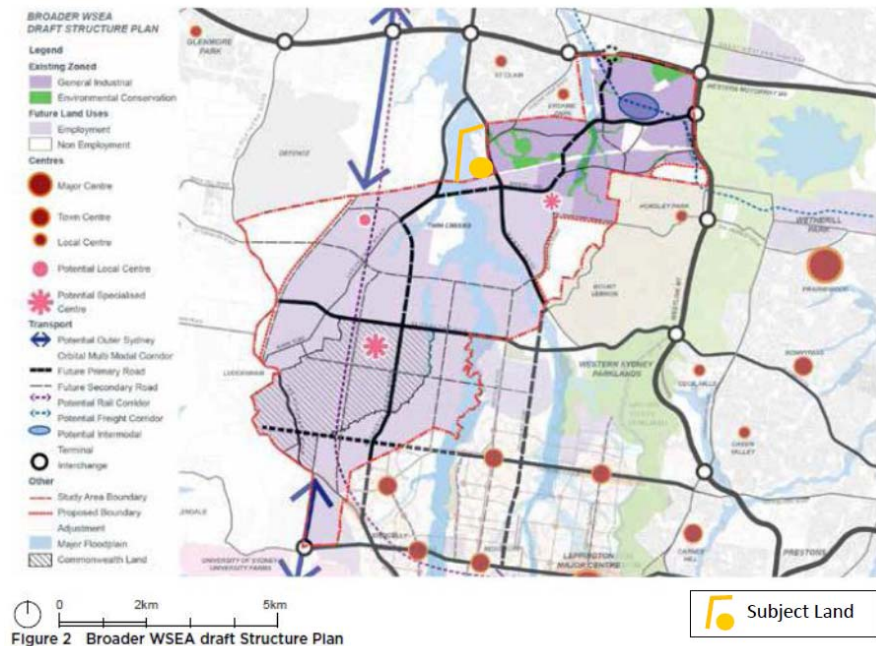 BROADER WSEA
DRAFT STRUCTURE PLAN
Legend
Existing Zoned
General Industrial
Environmental Conservation
Future Land Uses
Employment
Non Employment
Centres
Major Centre
Town Centre
Local Centre
Potential Local Centre
Potential Specialised
Centre
Transport
Potential Outer Sydney
Orbital Multi Modal Corridor
Future Primary Road
Future Secondary Road
Potential Rail Corridor
Potential Freight Corridor
Potential Intermodal
Terminal
Interchange
Other
Study Area Boundary
Proposed Boundary
Adjustment
Major Floodplain
Commonwealth Land
GLENMORE
PARK
ST CLAIR
ERSKINE
PARK
WESTERN MOTORWAY M4
DEFENCE
TWIN CREEKS
HORSLEY PARK
WETHERILL
PARK
MOUNT
VERNON
PRAIRIEWOOD
WESTERN SYDNEY
PARKLANDS
BONNYRIGG
CECIL HILLS
LUDDENHAM
GREEN
VALLEY
UNIVERSITY OF SYDNEY
UNIVERSITY FARMS
LEPPINGTON
MAJOR CENTRE
CARNES
HILL
PRESTONS
0 2km 5km
Figure 2 Broader WSEA draft Structure Plan
Subject Land